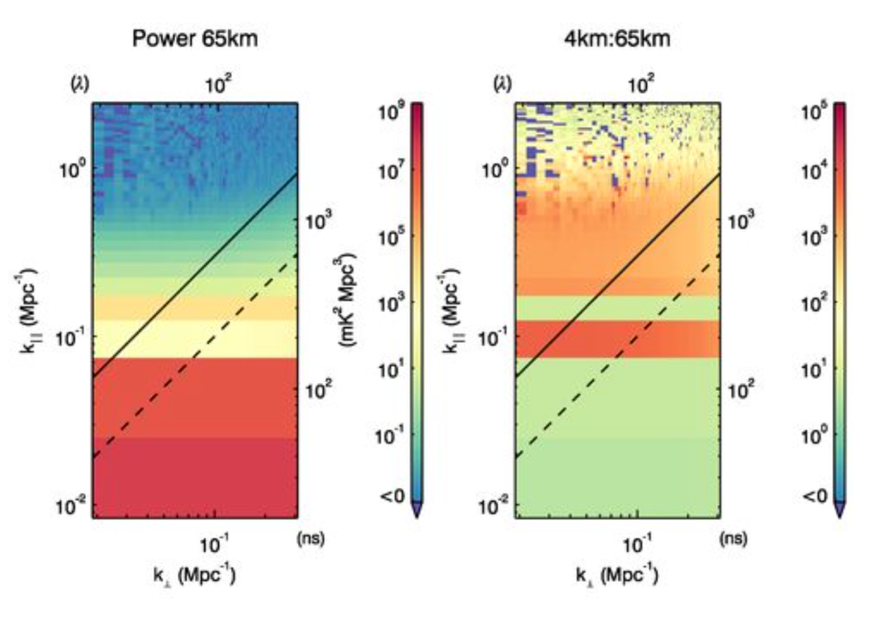 Power 65km
4km:65km
(λ) 10² (λ) 10²
10⁹ 10⁶
10⁷ 10⁴
10⁰ 10⁰
10³ 10³
10⁵ 10³
k|| (Mpc⁻¹) (mK² Mpc³) k|| (Mpc⁻¹)
10³ 10²
10⁻¹ 10⁻¹
10¹ 10¹
10² 10²
10⁻¹ 10⁰
10⁻² <0 10⁻² <0
10⁻¹ (ns) 10⁻¹ (ns)
k⊥ (Mpc⁻¹) k⊥ (Mpc⁻¹)